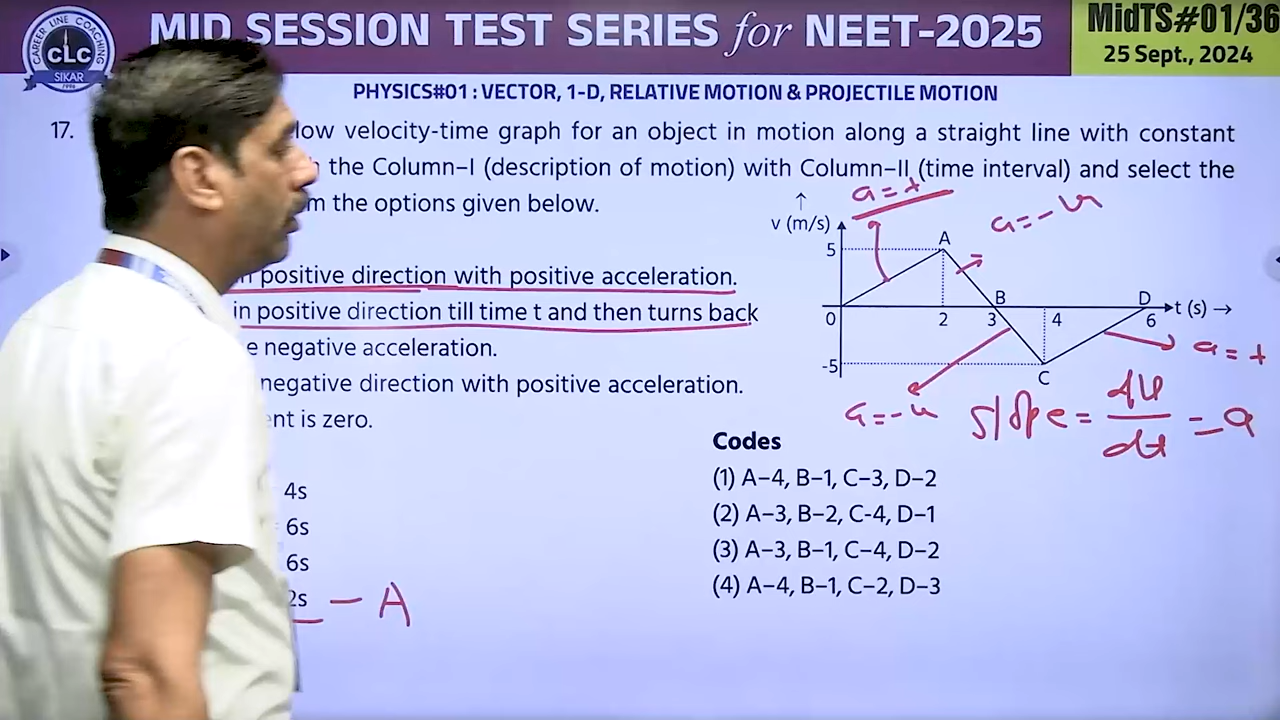 CAREER LINE COACHING
CLC
SIKAR
1996
MID SESSION TEST SERIES for NEET-2025
MidTS#01/36
25 Sept., 2024
PHYSICS#01 : VECTOR, 1-D, RELATIVE MOTION & PROJECTILE MOTION
17. low velocity-time graph for an object in motion along a straight line with constant
the Column–I (description of motion) with Column–II (time interval) and select the
m the options given below.
positive direction with positive acceleration.
in positive direction till time t and then turns back
e negative acceleration.
negative direction with positive acceleration.
ent is zero.
4s
6s
6s
2s – A
a = +
a = -
↑
v (m/s)
5
A
B
D
t (s) →
0
2
3
4
6
-5
C
a = +
a = -
slope = dv/dt = a
Codes
(1) A–4, B–1, C–3, D–2
(2) A–3, B–2, C-4, D–1
(3) A–3, B–1, C–4, D–2
(4) A–4, B–1, C–2, D–3